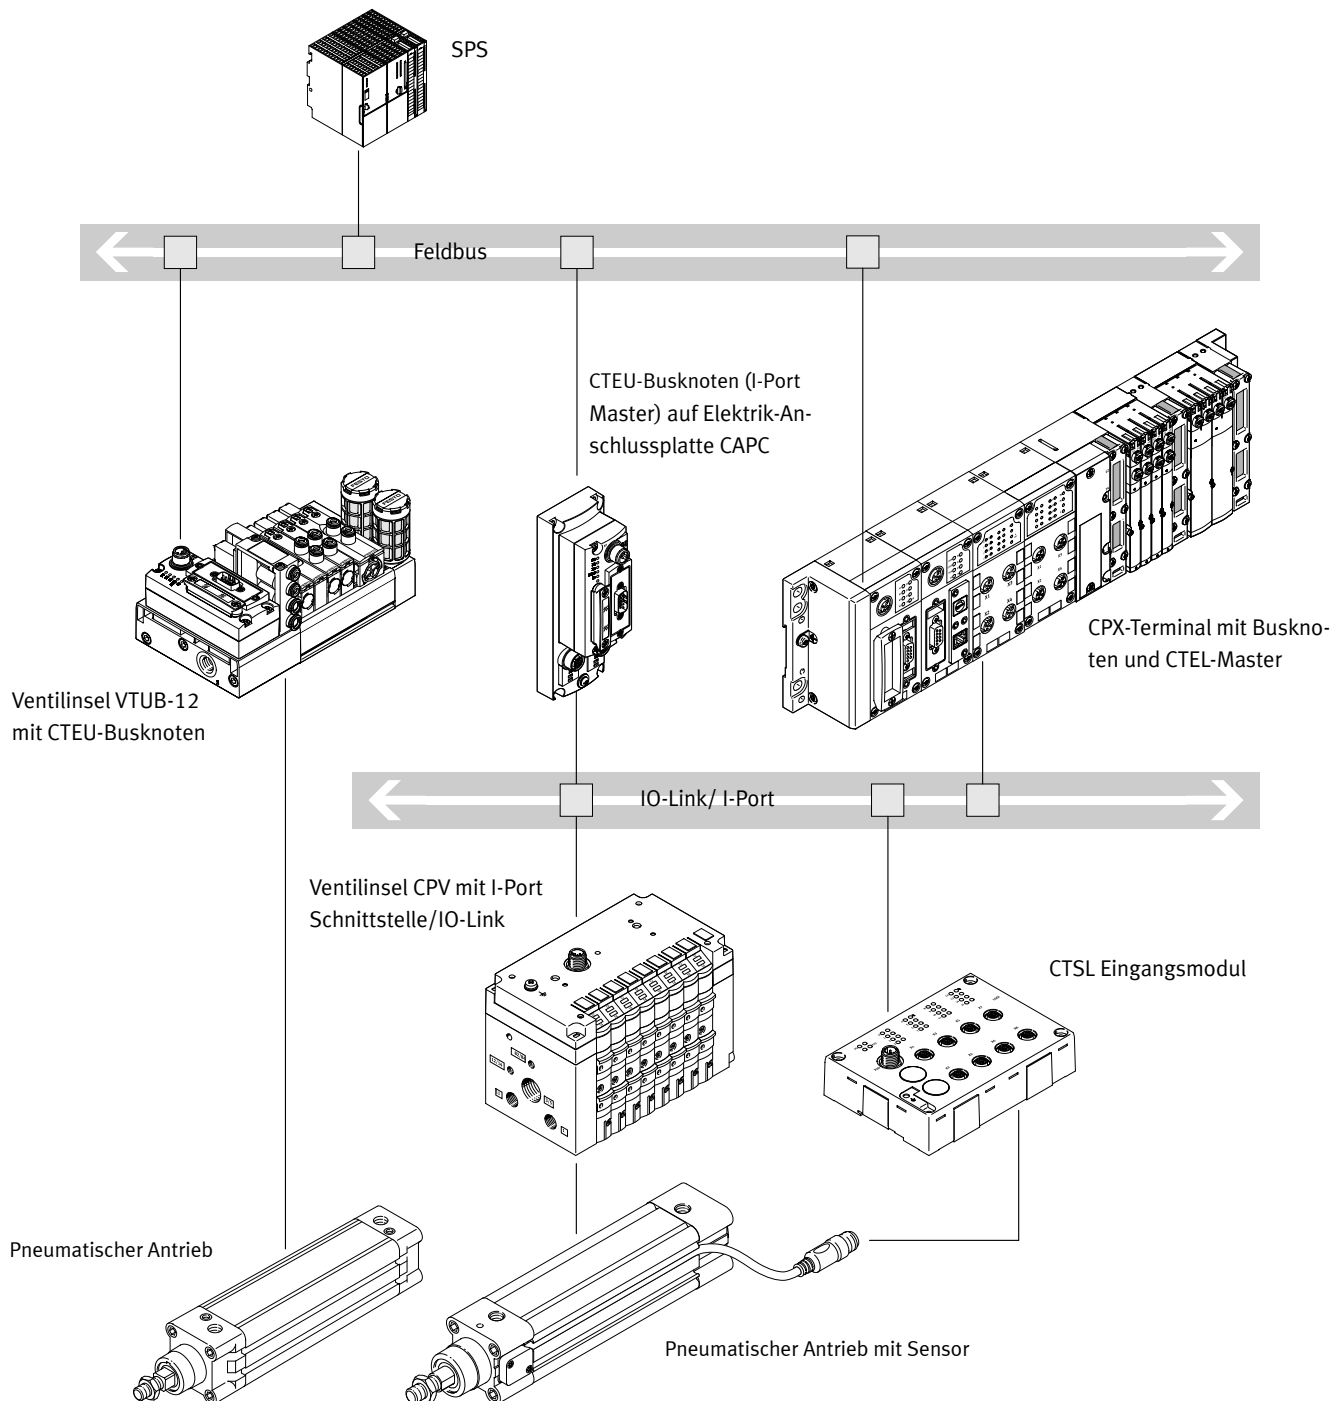 SPS
Feldbus
CTEU-Busknoten (I-Port
Master) auf Elektrik-An-
schlussplatte CAPC
CPX-Terminal mit Buskno-
ten und CTEL-Master
Ventilinsel VTUB-12
mit CTEU-Busknoten
IO-Link/ I-Port
Ventilinsel CPV mit I-Port
Schnittstelle/IO-Link
CTSL Eingangsmodul
Pneumatischer Antrieb
Pneumatischer Antrieb mit Sensor